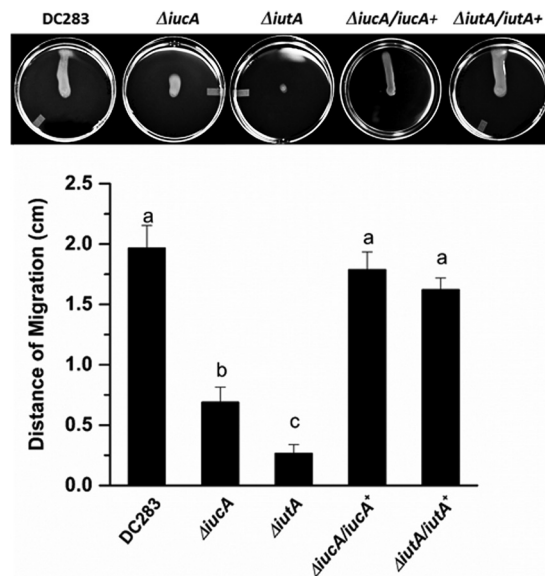 DC283 ΔiucA ΔiutA ΔiucA/iucA+ ΔiutA/iutA+
Distance of Migration (cm)
2.5
2.0
1.5
1.0
0.5
0.0
a
b
c
a
a
DC283
ΔiucA
ΔiutA
ΔiucA/iucA⁺
ΔiutA/iutA⁺